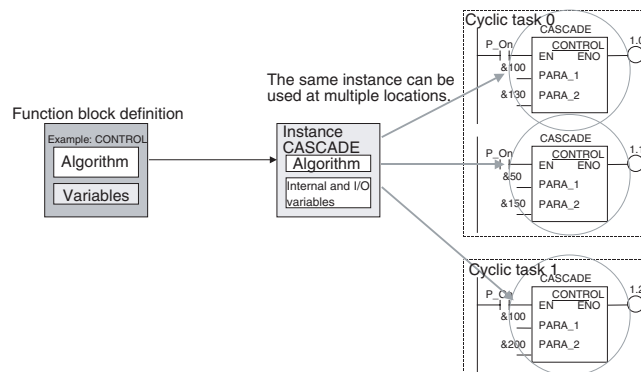 Function block definition
Example: CONTROL
Algorithm
Variables
The same instance can be
used at multiple locations.
Instance
CASCADE
Algorithm
Internal and I/O
variables
Cyclic task 0
CASCADE
P_On
CONTROL
1.0
EN ENO
&100
PARA_1
&130
PARA_2
CASCADE
P_On
CONTROL
1.1
EN ENO
&50
PARA_1
&150
PARA_2
Cyclic task 1
CASCADE
P_On
CONTROL
1.2
EN ENO
&100
PARA_1
&200
PARA_2